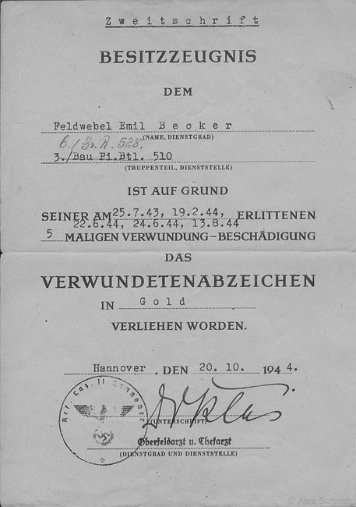 Zweitschrift
BESITZZEUGNIS
DEM
Feldwebel Emil Becker
(NAME, DIENSTGRAD)
3./Bau Pi.Btl. 510
(TRUPPENTEIL, DIENSTSTELLE)
IST AUF GRUND
SEINER AM 25.7.43, 19.2.44, ERLITTENEN
22.6.44, 24.6.44, 13.8.44
5 MALIGEN VERWUNDUNG-BESCHÄDIGUNG
DAS
VERWUNDETENABZEICHEN
IN Gold
VERLIEHEN WORDEN.
Hannover, DEN 20.10. 1944.
(UNTERSCHRIFT)
Oberfeldarzt u. Chefarzt
(DIENSTGRAD UND DIENSTSTELLE)
© Alex Schmidt